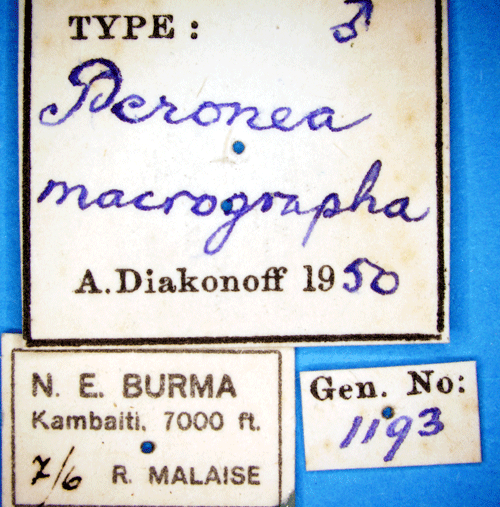 TYPE : ♂
Peronea
macrographa
A. Diakonoff 1950
N. E. BURMA
Kambaiti. 7000 ft.
7/6 R. MALAISE
Gen. No:
1193